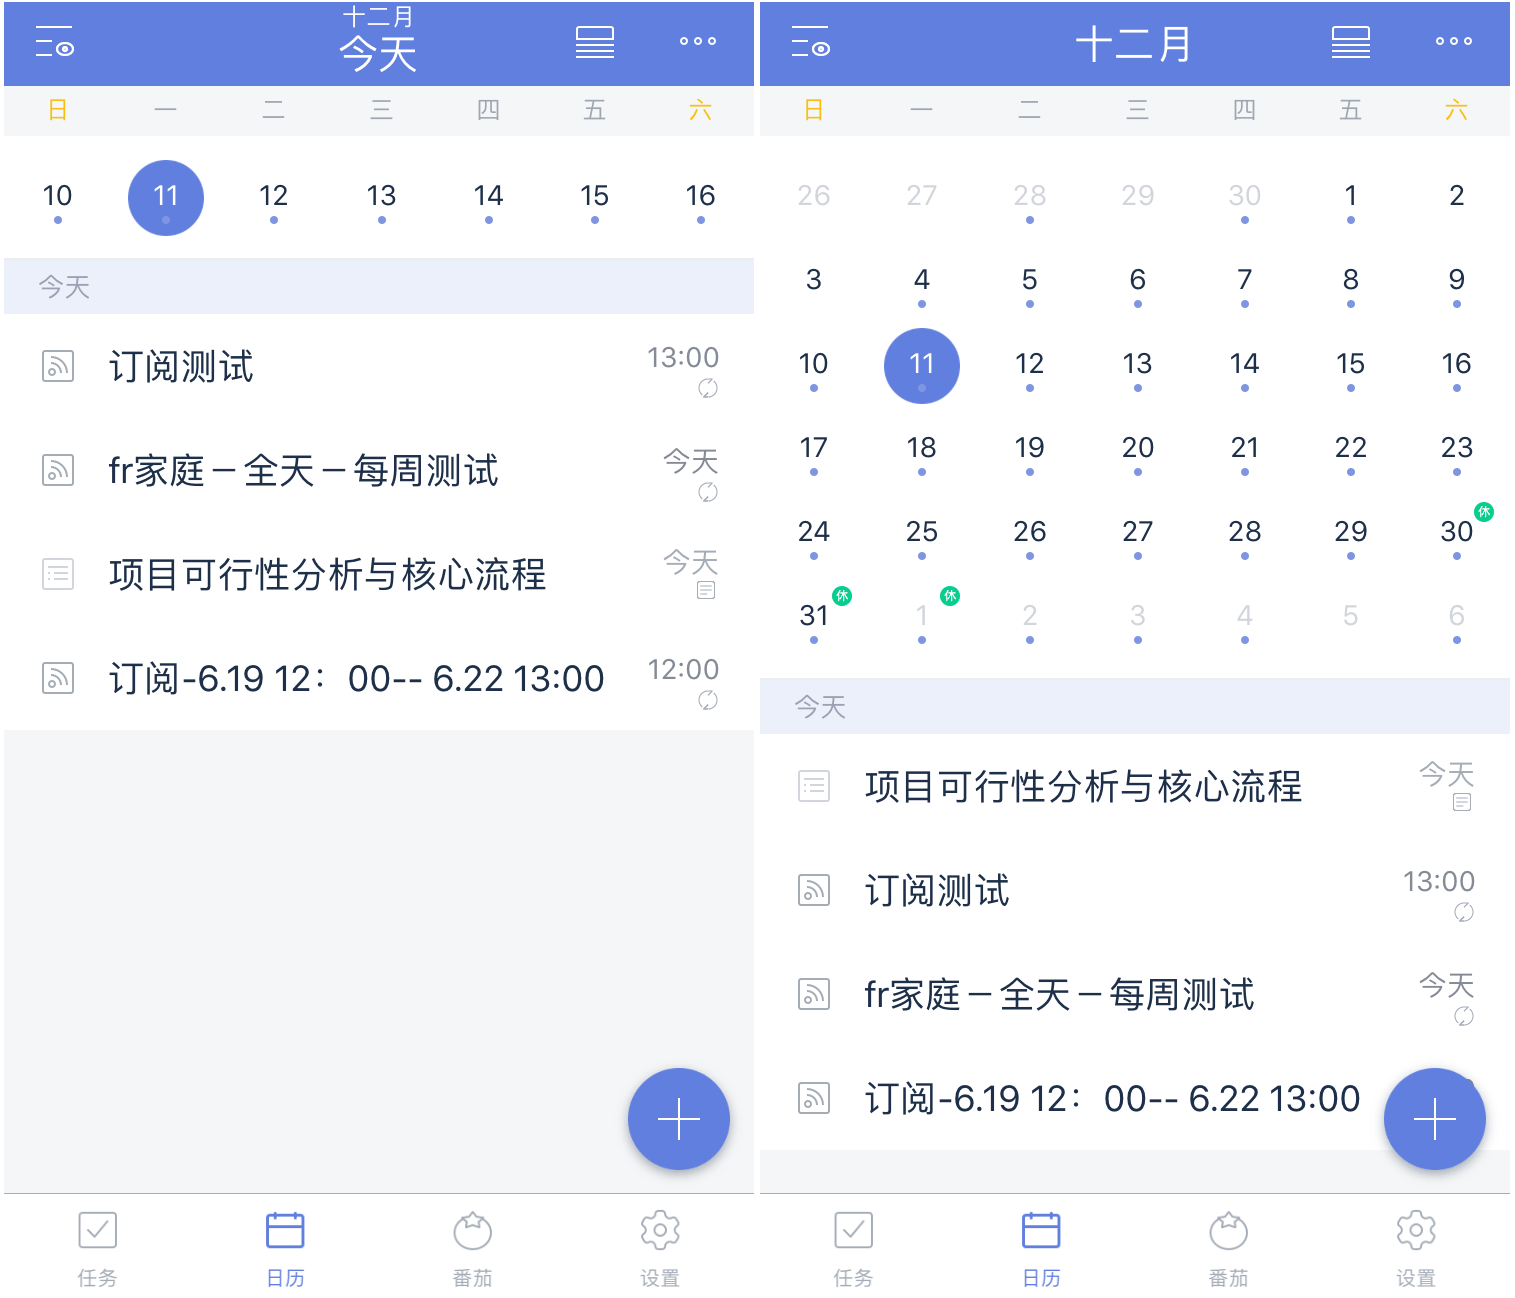 十二月
今天
日 一 二 三 四 五 六
10 11 12 13 14 15 16
今天
订阅测试 13:00
fr家庭－全天－每周测试 今天
项目可行性分析与核心流程 今天
订阅-6.19 12：00-- 6.22 13:00 12:00
任务 日历 番茄 设置
十二月
日 一 二 三 四 五 六
26 27 28 29 30 1 2
3 4 5 6 7 8 9
10 11 12 13 14 15 16
17 18 19 20 21 22 23
24 25 26 27 28 29 30 休
31 休 1 休 2 3 4 5 6
今天
项目可行性分析与核心流程 今天
订阅测试 13:00
fr家庭－全天－每周测试 今天
订阅-6.19 12：00-- 6.22 13:00
任务 日历 番茄 设置